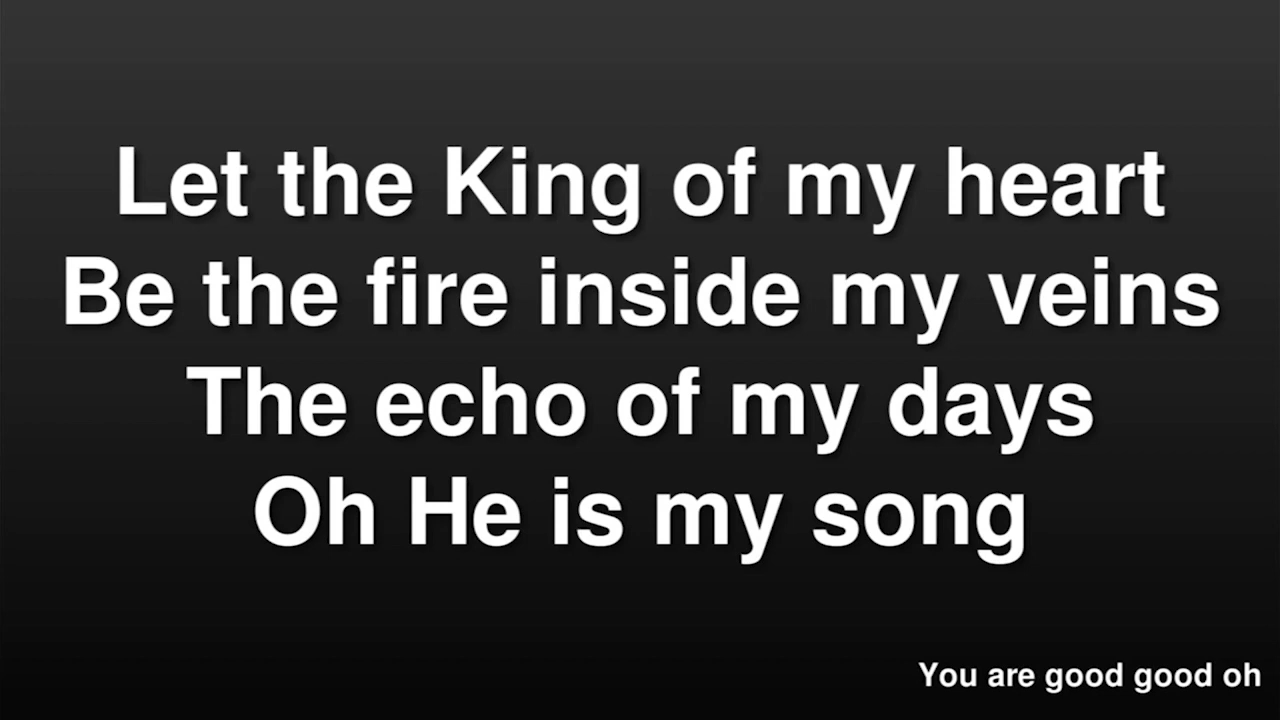 Let the King of my heart
Be the fire inside my veins
The echo of my days
Oh He is my song
You are good good oh